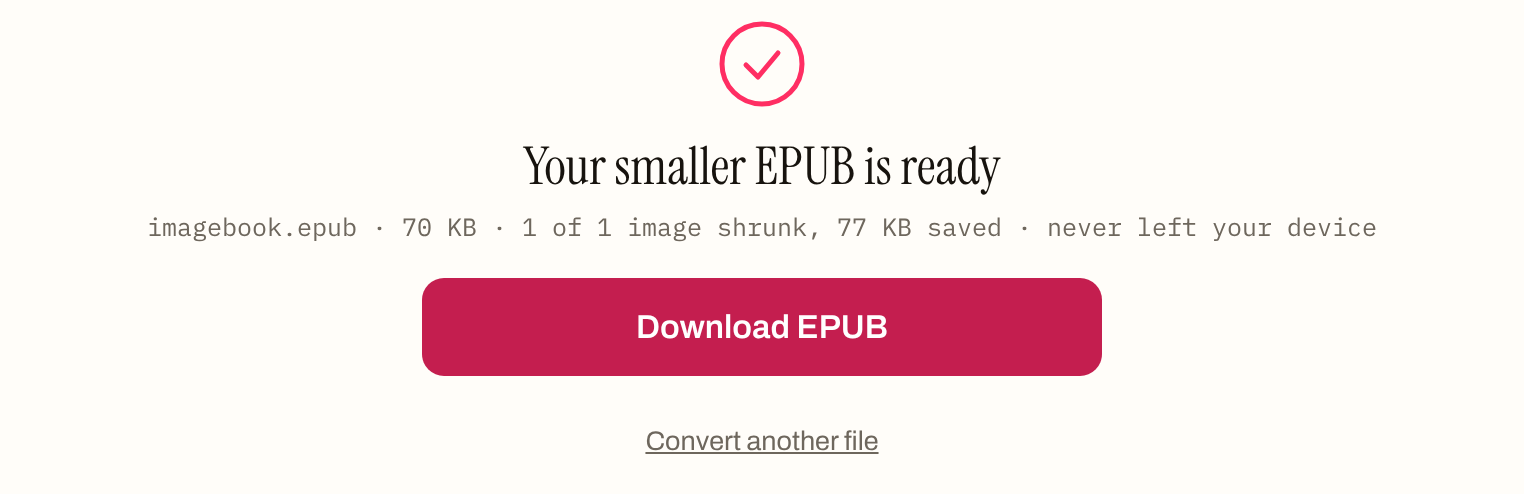 Your smaller EPUB is ready
imagebook.epub · 70 KB · 1 of 1 image shrunk, 77 KB saved · never left your device
Download EPUB
Convert another file